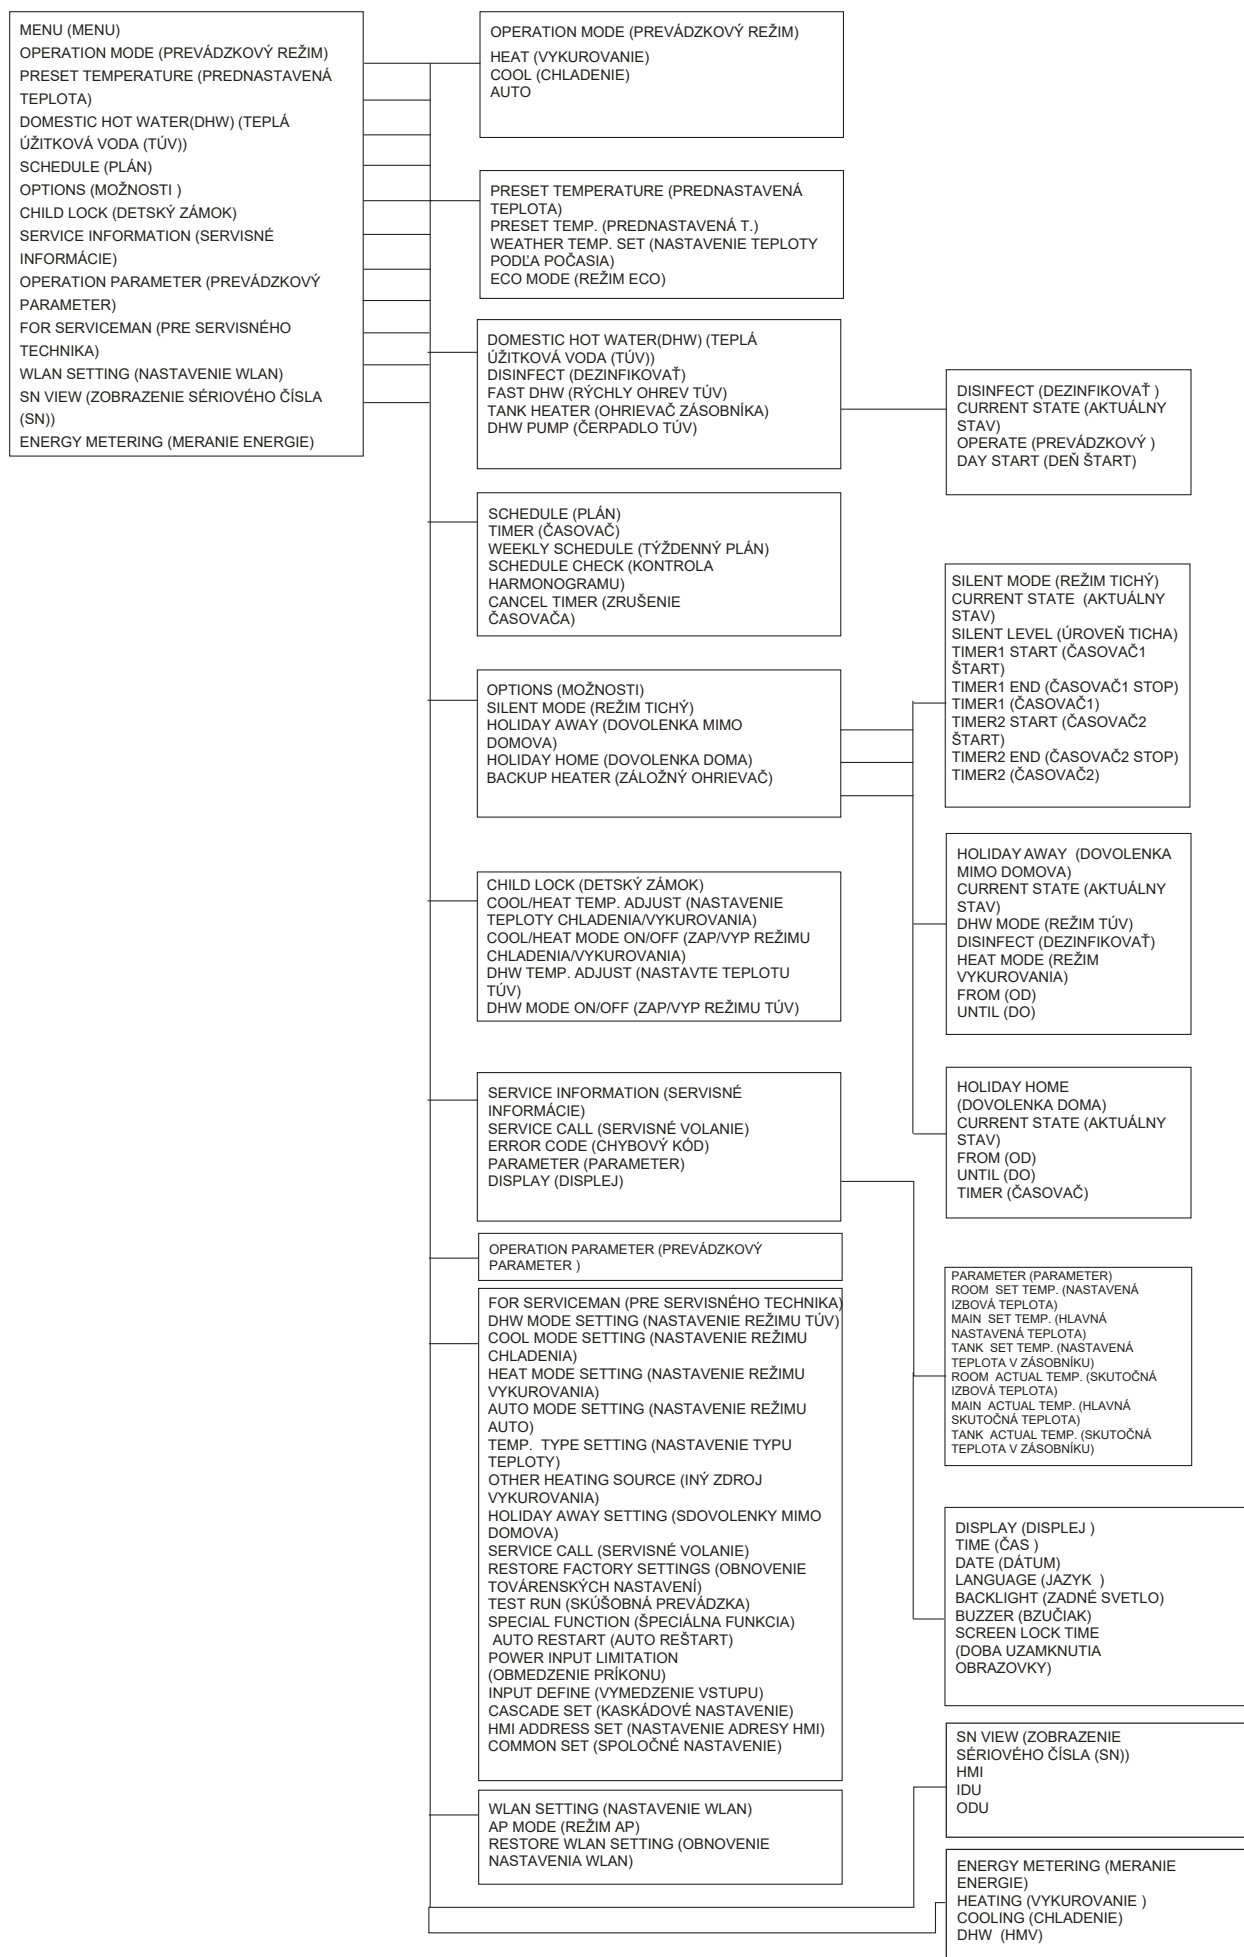 MENU (MENU)
OPERATION MODE (PREVÁDZKOVÝ REŽIM)
PRESET TEMPERATURE (PREDNASTAVENÁ
TEPLOTA)
DOMESTIC HOT WATER(DHW) (TEPLÁ
ÚŽITKOVÁ VODA (TÚV))
SCHEDULE (PLÁN)
OPTIONS (MOŽNOSTI )
CHILD LOCK (DETSKÝ ZÁMOK)
SERVICE INFORMATION (SERVISNÉ
INFORMÁCIE)
OPERATION PARAMETER (PREVÁDZKOVÝ
PARAMETER)
FOR SERVICEMAN (PRE SERVISNÉHO
TECHNIKA)
WLAN SETTING (NASTAVENIE WLAN)
SN VIEW (ZOBRAZENIE SÉRIOVÉHO ČÍSLA
(SN))
ENERGY METERING (MERANIE ENERGIE)
OPERATION MODE (PREVÁDZKOVÝ REŽIM)
HEAT (VYKUROVANIE)
COOL (CHLADENIE)
AUTO
PRESET TEMPERATURE (PREDNASTAVENÁ
TEPLOTA)
PRESET TEMP. (PREDNASTAVENÁ T.)
WEATHER TEMP. SET (NASTAVENIE TEPLOTY
PODĽA POČASIA)
ECO MODE (REŽIM ECO)
DOMESTIC HOT WATER(DHW) (TEPLÁ
ÚŽITKOVÁ VODA (TÚV))
DISINFECT (DEZINFIKOVAŤ)
FAST DHW (RÝCHLY OHREV TÚV)
TANK HEATER (OHRIEVAČ ZÁSOBNÍKA)
DHW PUMP (ČERPADLO TÚV)
DISINFECT (DEZINFIKOVAŤ )
CURRENT STATE (AKTUÁLNY
STAV)
OPERATE (PREVÁDZKOVÝ )
DAY START (DEŇ ŠTART)
SCHEDULE (PLÁN)
TIMER (ČASOVAČ)
WEEKLY SCHEDULE (TÝŽDENNÝ PLÁN)
SCHEDULE CHECK (KONTROLA
HARMONOGRAMU)
CANCEL TIMER (ZRUŠENIE
ČASOVAČA)
OPTIONS (MOŽNOSTI)
SILENT MODE (REŽIM TICHÝ)
HOLIDAY AWAY (DOVOLENKA MIMO
DOMOVA)
HOLIDAY HOME (DOVOLENKA DOMA)
BACKUP HEATER (ZÁLOŽNÝ OHRIEVAČ)
SILENT MODE (REŽIM TICHÝ)
CURRENT STATE (AKTUÁLNY
STAV)
SILENT LEVEL (ÚROVEŇ TICHA)
TIMER1 START (ČASOVAČ1
ŠTART)
TIMER1 END (ČASOVAČ1 STOP)
TIMER1 (ČASOVAČ1)
TIMER2 START (ČASOVAČ2
ŠTART)
TIMER2 END (ČASOVAČ2 STOP)
TIMER2 (ČASOVAČ2)
HOLIDAY AWAY (DOVOLENKA
MIMO DOMOVA)
CURRENT STATE (AKTUÁLNY
STAV)
DHW MODE (REŽIM TÚV)
DISINFECT (DEZINFIKOVAŤ)
HEAT MODE (REŽIM
VYKUROVANIA)
FROM (OD)
UNTIL (DO)
HOLIDAY HOME
(DOVOLENKA DOMA)
CURRENT STATE (AKTUÁLNY
STAV)
FROM (OD)
UNTIL (DO)
TIMER (ČASOVAČ)
CHILD LOCK (DETSKÝ ZÁMOK)
COOL/HEAT TEMP. ADJUST (NASTAVENIE
TEPLOTY CHLADENIA/VYKUROVANIA)
COOL/HEAT MODE ON/OFF (ZAP/VYP REŽIMU
CHLADENIA/VYKUROVANIA)
DHW TEMP. ADJUST (NASTAVTE TEPLOTU
TÚV)
DHW MODE ON/OFF (ZAP/VYP REŽIMU TÚV)
SERVICE INFORMATION (SERVISNÉ
INFORMÁCIE)
SERVICE CALL (SERVISNÉ VOLANIE)
ERROR CODE (CHYBOVÝ KÓD)
PARAMETER (PARAMETER)
DISPLAY (DISPLEJ)
PARAMETER (PARAMETER)
ROOM SET TEMP. (NASTAVENÁ
IZBOVÁ TEPLOTA)
MAIN SET TEMP. (HLAVNÁ
NASTAVENÁ TEPLOTA)
TANK SET TEMP. (NASTAVENÁ
TEPLOTA V ZÁSOBNÍKU)
ROOM ACTUAL TEMP. (SKUTOČNÁ
IZBOVÁ TEPLOTA)
MAIN ACTUAL TEMP. (HLAVNÁ
SKUTOČNÁ TEPLOTA)
TANK ACTUAL TEMP. (SKUTOČNÁ
TEPLOTA V ZÁSOBNÍKU)
DISPLAY (DISPLEJ )
TIME (ČAS )
DATE (DÁTUM)
LANGUAGE (JAZYK )
BACKLIGHT (ZADNÉ SVETLO)
BUZZER (BZUČIAK)
SCREEN LOCK TIME
(DOBA UZAMKNUTIA
OBRAZOVKY)
OPERATION PARAMETER (PREVÁDZKOVÝ
PARAMETER )
FOR SERVICEMAN (PRE SERVISNÉHO TECHNIKA)
DHW MODE SETTING (NASTAVENIE REŽIMU TÚV)
COOL MODE SETTING (NASTAVENIE REŽIMU
CHLADENIA)
HEAT MODE SETTING (NASTAVENIE REŽIMU
VYKUROVANIA)
AUTO MODE SETTING (NASTAVENIE REŽIMU
AUTO)
TEMP. TYPE SETTING (NASTAVENIE TYPU
TEPLOTY)
OTHER HEATING SOURCE (INÝ ZDROJ
VYKUROVANIA)
HOLIDAY AWAY SETTING (SDOVOLENKY MIMO
DOMOVA)
SERVICE CALL (SERVISNÉ VOLANIE)
RESTORE FACTORY SETTINGS (OBNOVENIE
TOVÁRENSKÝCH NASTAVENÍ)
TEST RUN (SKÚŠOBNÁ PREVÁDZKA)
SPECIAL FUNCTION (ŠPECIÁLNA FUNKCIA)
AUTO RESTART (AUTO REŠTART)
POWER INPUT LIMITATION
(OBMEDZENIE PRÍKONU)
INPUT DEFINE (VYMEDZENIE VSTUPU)
CASCADE SET (KASKÁDOVÉ NASTAVENIE)
HMI ADDRESS SET (NASTAVENIE ADRESY HMI)
COMMON SET (SPOLOČNÉ NASTAVENIE)
WLAN SETTING (NASTAVENIE WLAN)
AP MODE (REŽIM AP)
RESTORE WLAN SETTING (OBNOVENIE
NASTAVENIA WLAN)
SN VIEW (ZOBRAZENIE
SÉRIOVÉHO ČÍSLA (SN))
HMI
IDU
ODU
ENERGY METERING (MERANIE
ENERGIE)
HEATING (VYKUROVANIE )
COOLING (CHLADENIE)
DHW (HMV)